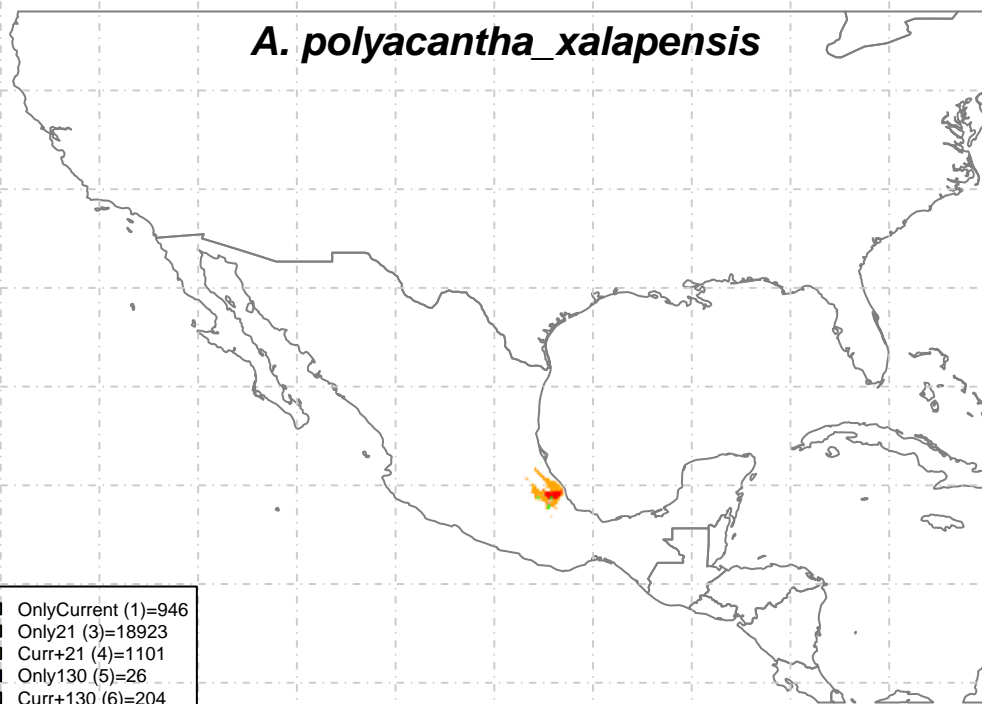 A. polyacantha_xalapensis
OnlyCurrent (1)=946
Only21 (3)=18923
Curr+21 (4)=1101
Only130 (5)=26
Curr+130 (6)=204